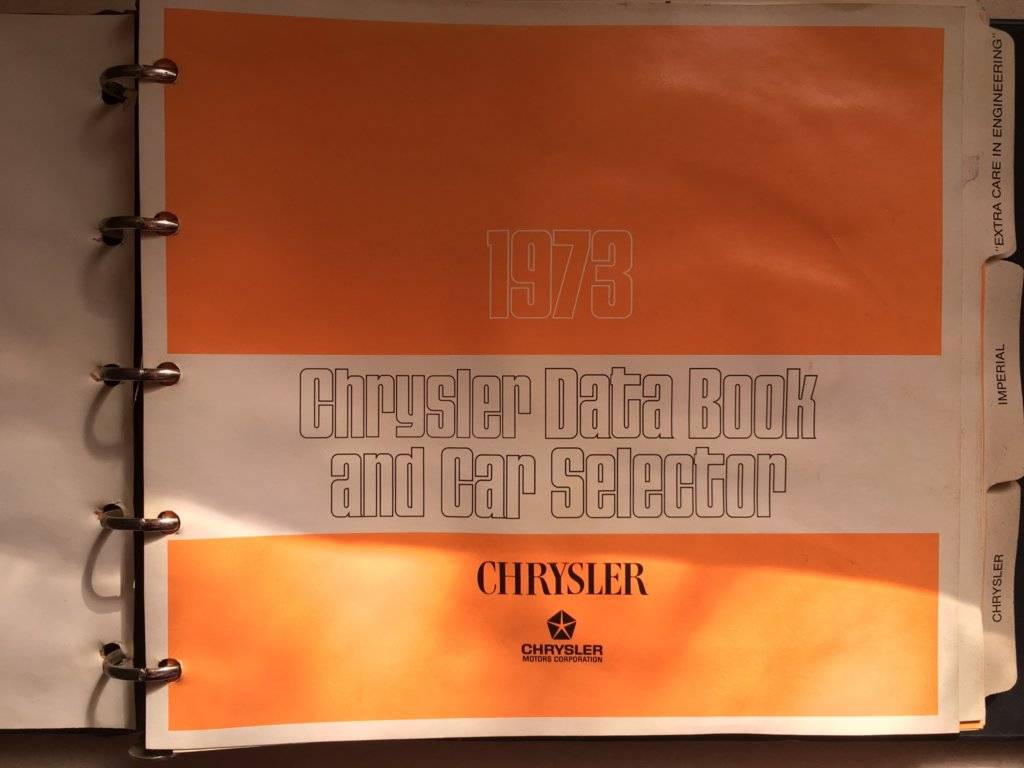 1973
Chrysler Data Book
and Car Selector
CHRYSLER
CHRYSLER
MOTORS CORPORATION
"EXTRA CARE IN ENGINEERING"
IMPERIAL
CHRYSLER